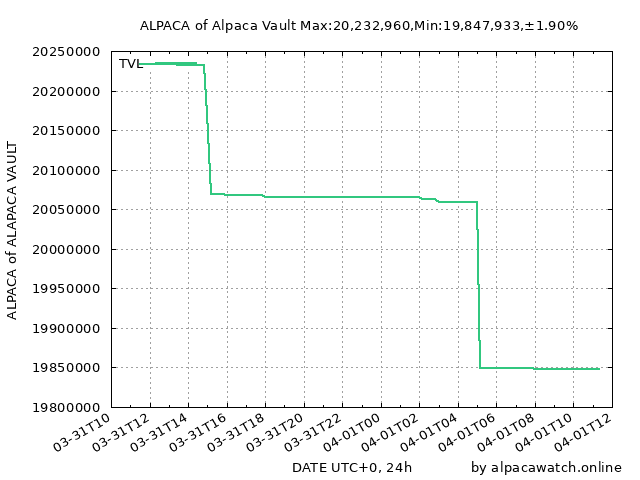 ALPACA of Alpaca Vault Max:20,232,960,Min:19,847,933,±1.90%
20250000
TVL
20200000
20150000
20100000
20050000
20000000
19950000
19900000
19850000
19800000
ALPACA of ALAPACA VAULT
03-31T10
03-31T12
03-31T14
03-31T16
03-31T18
03-31T20
03-31T22
04-01T00
04-01T02
04-01T04
04-01T06
04-01T08
04-01T10
04-01T12
DATE UTC+0, 24h
by alpacawatch.online